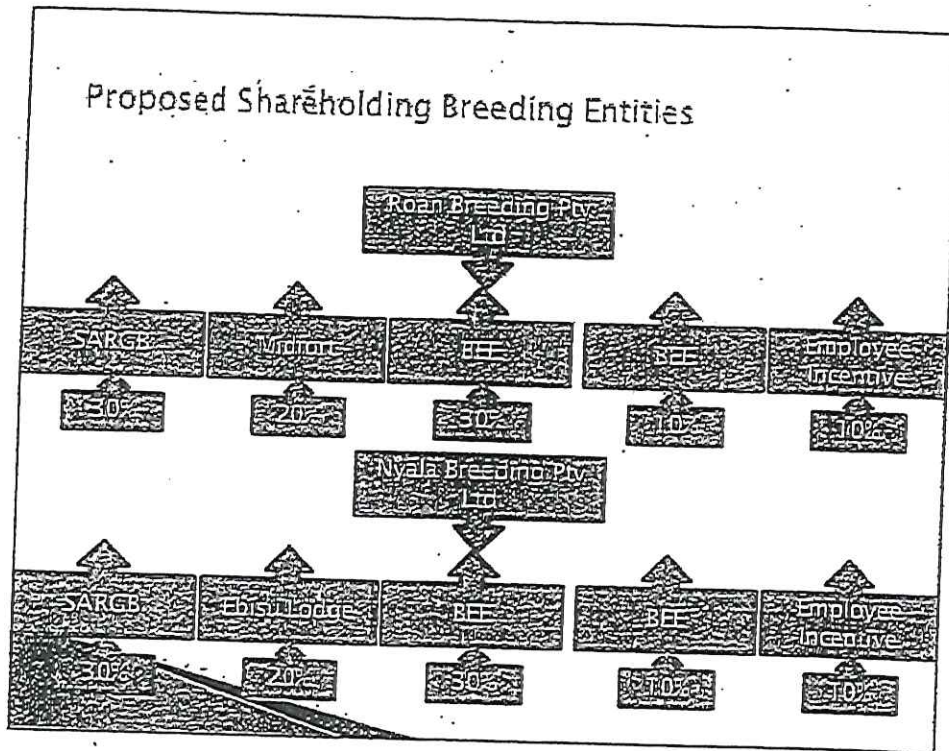 Proposed Shareholding Breeding Entities
Roan Breeding Pty
Ltd
SARGB
Midfort
BEE
BEE
Employee
Incentive
30%
20%
30%
10%
10%
Nyala Breeding Pty
Ltd
SARGB
Ebisu Lodge
BEE
BEE
Employee
Incentive
30%
20%
30%
10%
10%